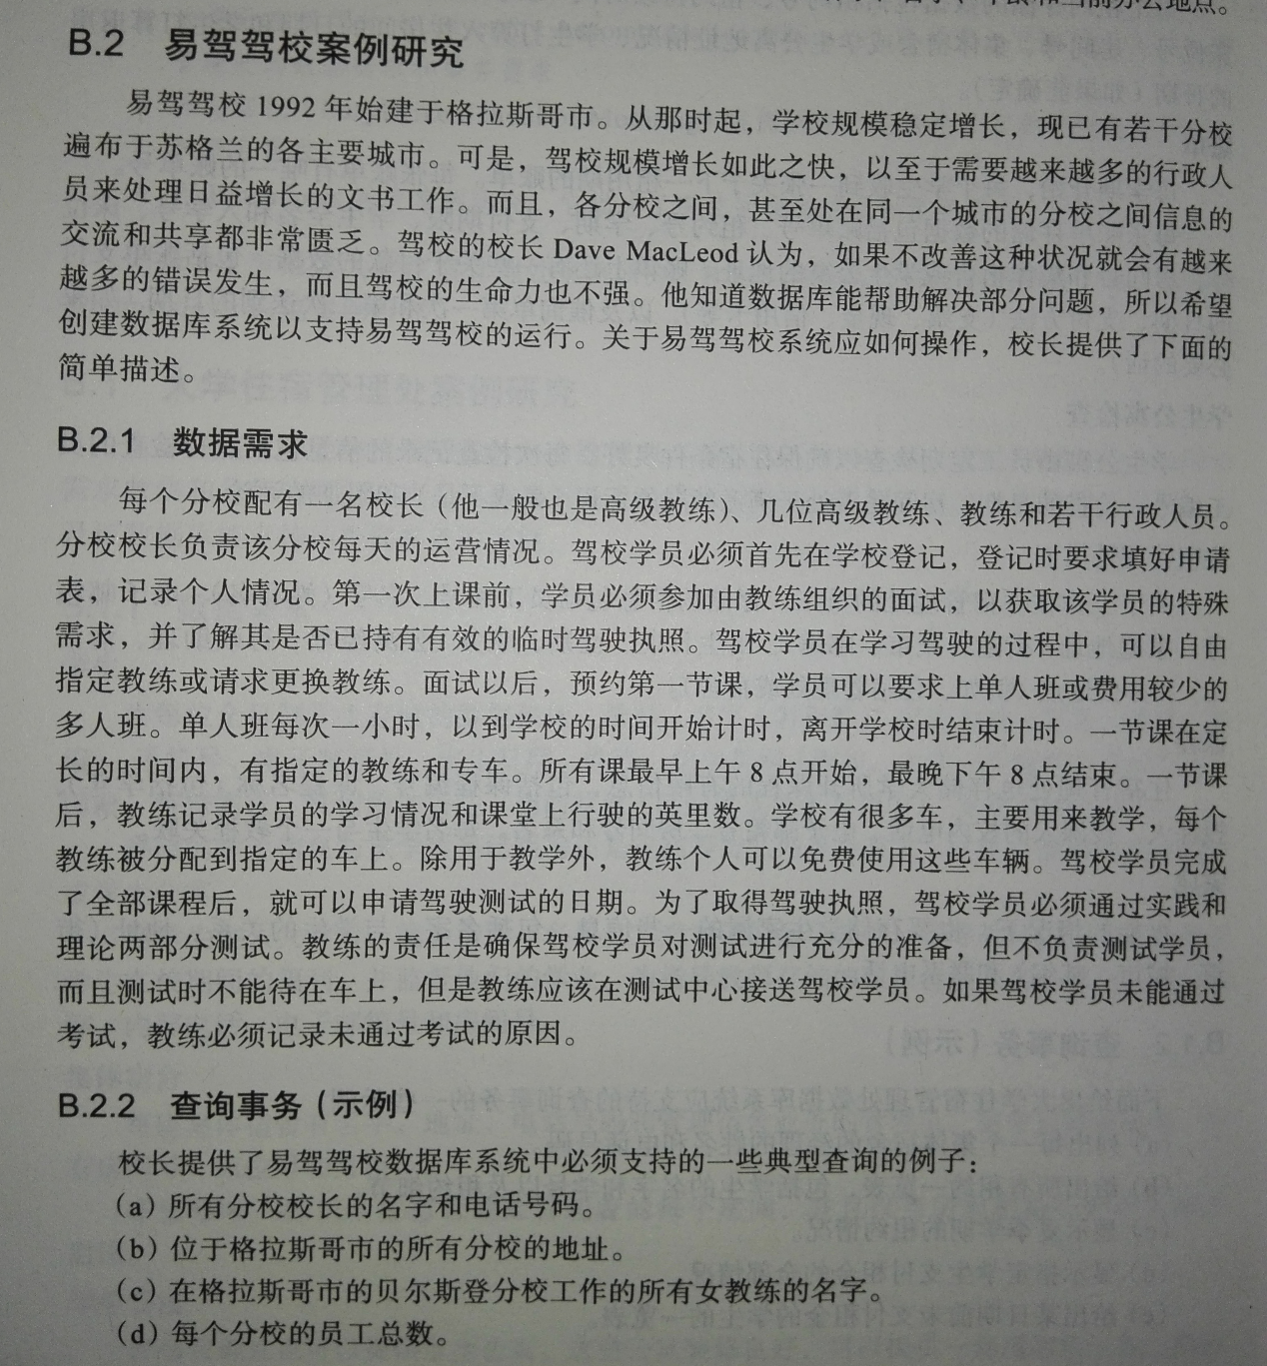 当前办公地点。
B.2 易驾驾校案例研究
易驾驾校 1992 年始建于格拉斯哥市。从那时起，学校规模稳定增长，现已有若干分校
遍布于苏格兰的各主要城市。可是，驾校规模增长如此之快，以至于需要越来越多的行政人
员来处理日益增长的文书工作。而且，各分校之间，甚至处在同一个城市的分校之间信息的
交流和共享都非常匮乏。驾校的校长 Dave MacLeod 认为，如果不改善这种状况就会有越来
越多的错误发生，而且驾校的生命力也不强。他知道数据库能帮助解决部分问题，所以希望
创建数据库系统以支持易驾驾校的运行。关于易驾驾校系统应如何操作，校长提供了下面的
简单描述。
B.2.1 数据需求
每个分校配有一名校长（他一般也是高级教练）、几位高级教练、教练和若干行政人员。
分校校长负责该分校每天的运营情况。驾校学员必须首先在学校登记，登记时要求填好申请
表，记录个人情况。第一次上课前，学员必须参加由教练组织的面试，以获取该学员的特殊
需求，并了解其是否已持有有效的临时驾驶执照。驾校学员在学习驾驶的过程中，可以自由
指定教练或请求更换教练。面试以后，预约第一节课，学员可以要求上单人班或费用较少的
多人班。单人班每次一小时，以到学校的时间开始计时，离开学校时结束计时。一节课在定
长的时间内，有指定的教练和专车。所有课最早上午 8 点开始，最晚下午 8 点结束。一节课
后，教练记录学员的学习情况和课堂上行驶的英里数。学校有很多车，主要用来教学，每个
教练被分配到指定的车上。除用于教学外，教练个人可以免费使用这些车辆。驾校学员完成
了全部课程后，就可以申请驾驶测试的日期。为了取得驾驶执照，驾校学员必须通过实践和
理论两部分测试。教练的责任是确保驾校学员对测试进行充分的准备，但不负责测试学员，
而且测试时不能待在车上，但是教练应该在测试中心接送驾校学员。如果驾校学员未能通过
考试，教练必须记录未通过考试的原因。
B.2.2 查询事务（示例）
校长提供了易驾驾校数据库系统中必须支持的一些典型查询的例子：
（a）所有分校校长的名字和电话号码。
（b）位于格拉斯哥市的所有分校的地址。
（c）在格拉斯哥市的贝尔斯登分校工作的所有女教练的名字。
（d）每个分校的员工总数。